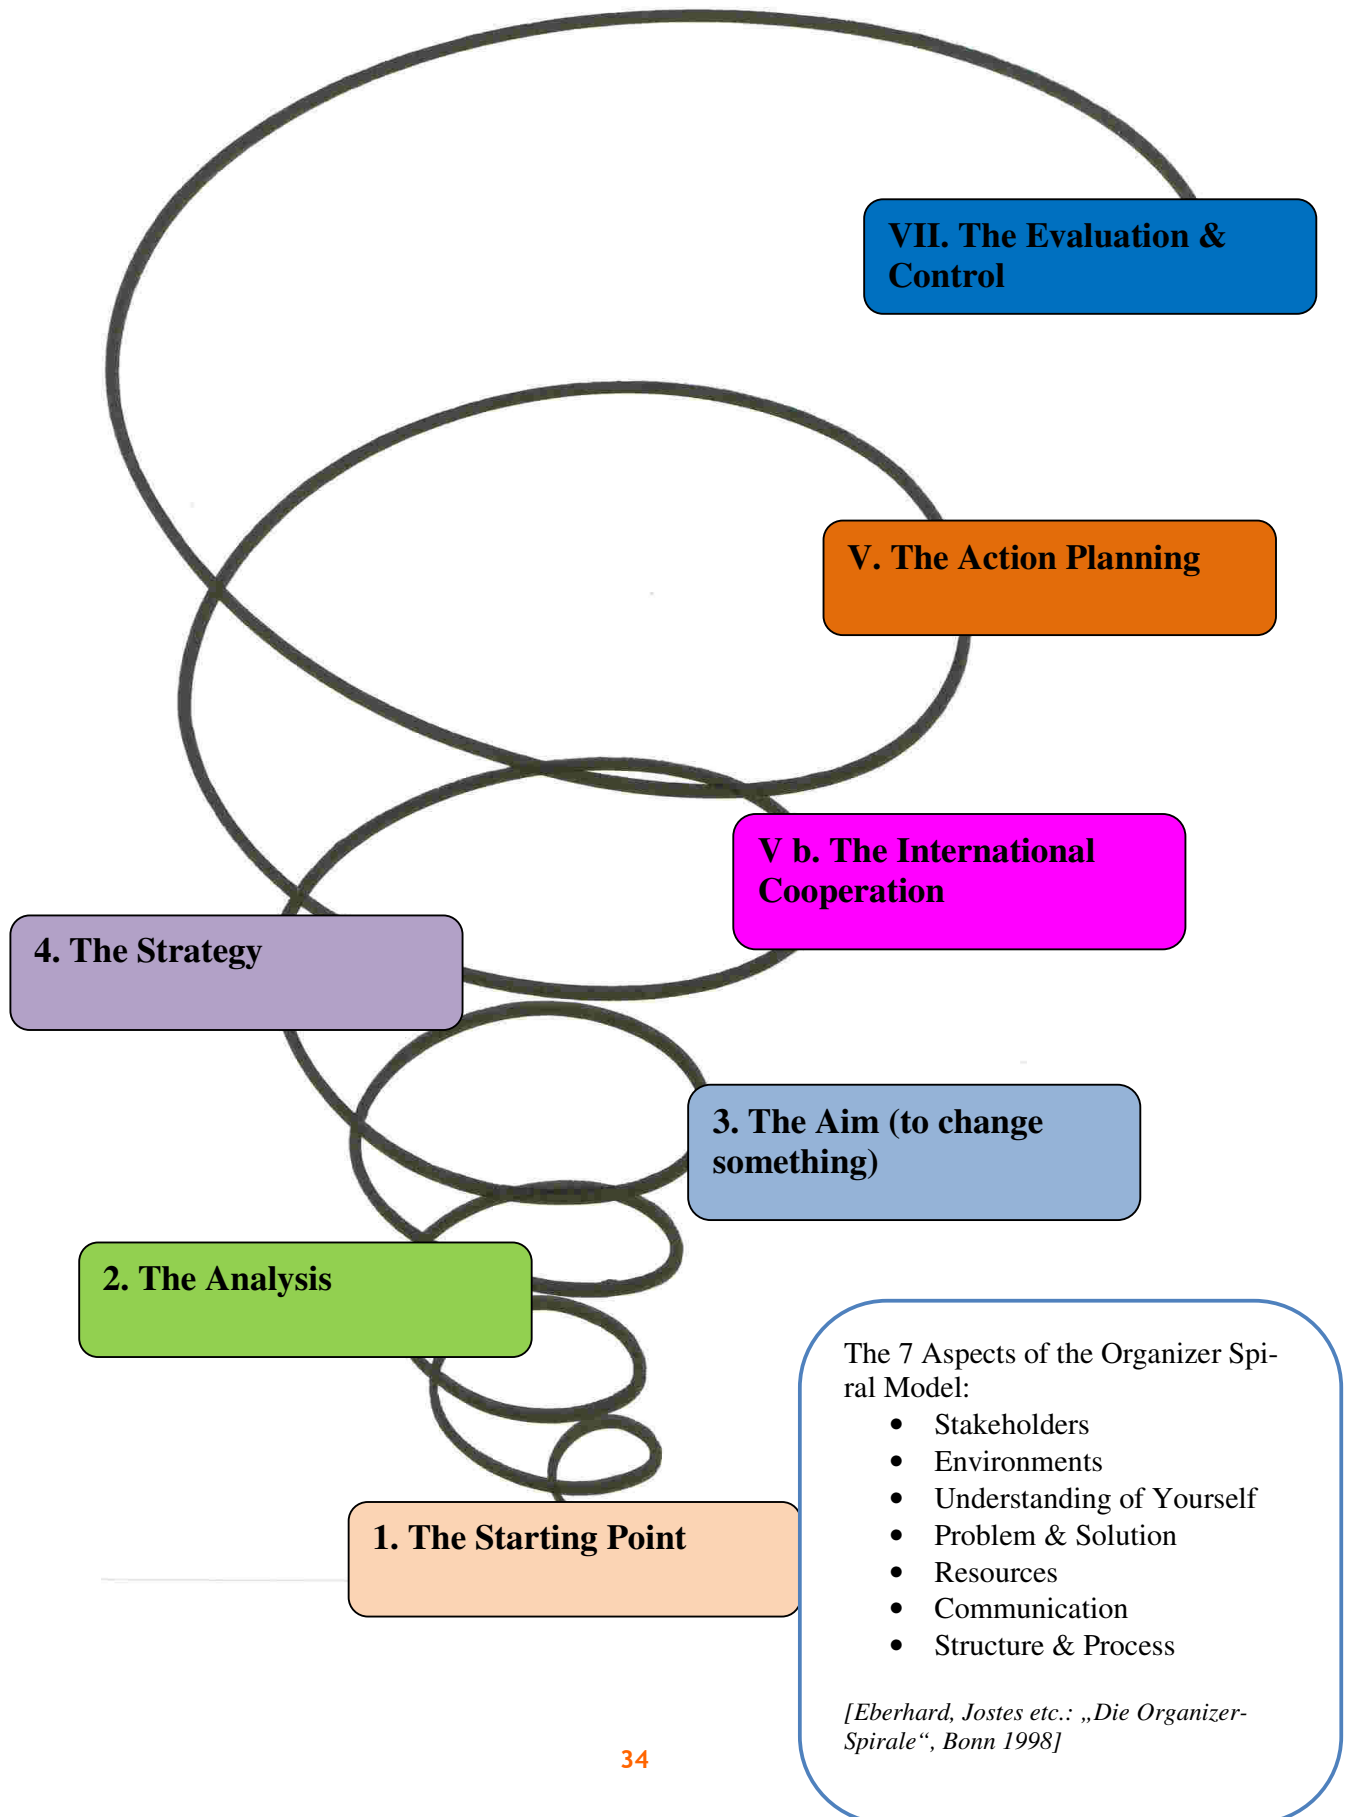 VII. The Evaluation &
Control
V. The Action Planning
V b. The International
Cooperation
4. The Strategy
3. The Aim (to change
something)
2. The Analysis
1. The Starting Point
The 7 Aspects of the Organizer Spi-
ral Model:
• Stakeholders
• Environments
• Understanding of Yourself
• Problem & Solution
• Resources
• Communication
• Structure & Process
[Eberhard, Jostes etc.: „Die Organizer-
Spirale“, Bonn 1998]
34